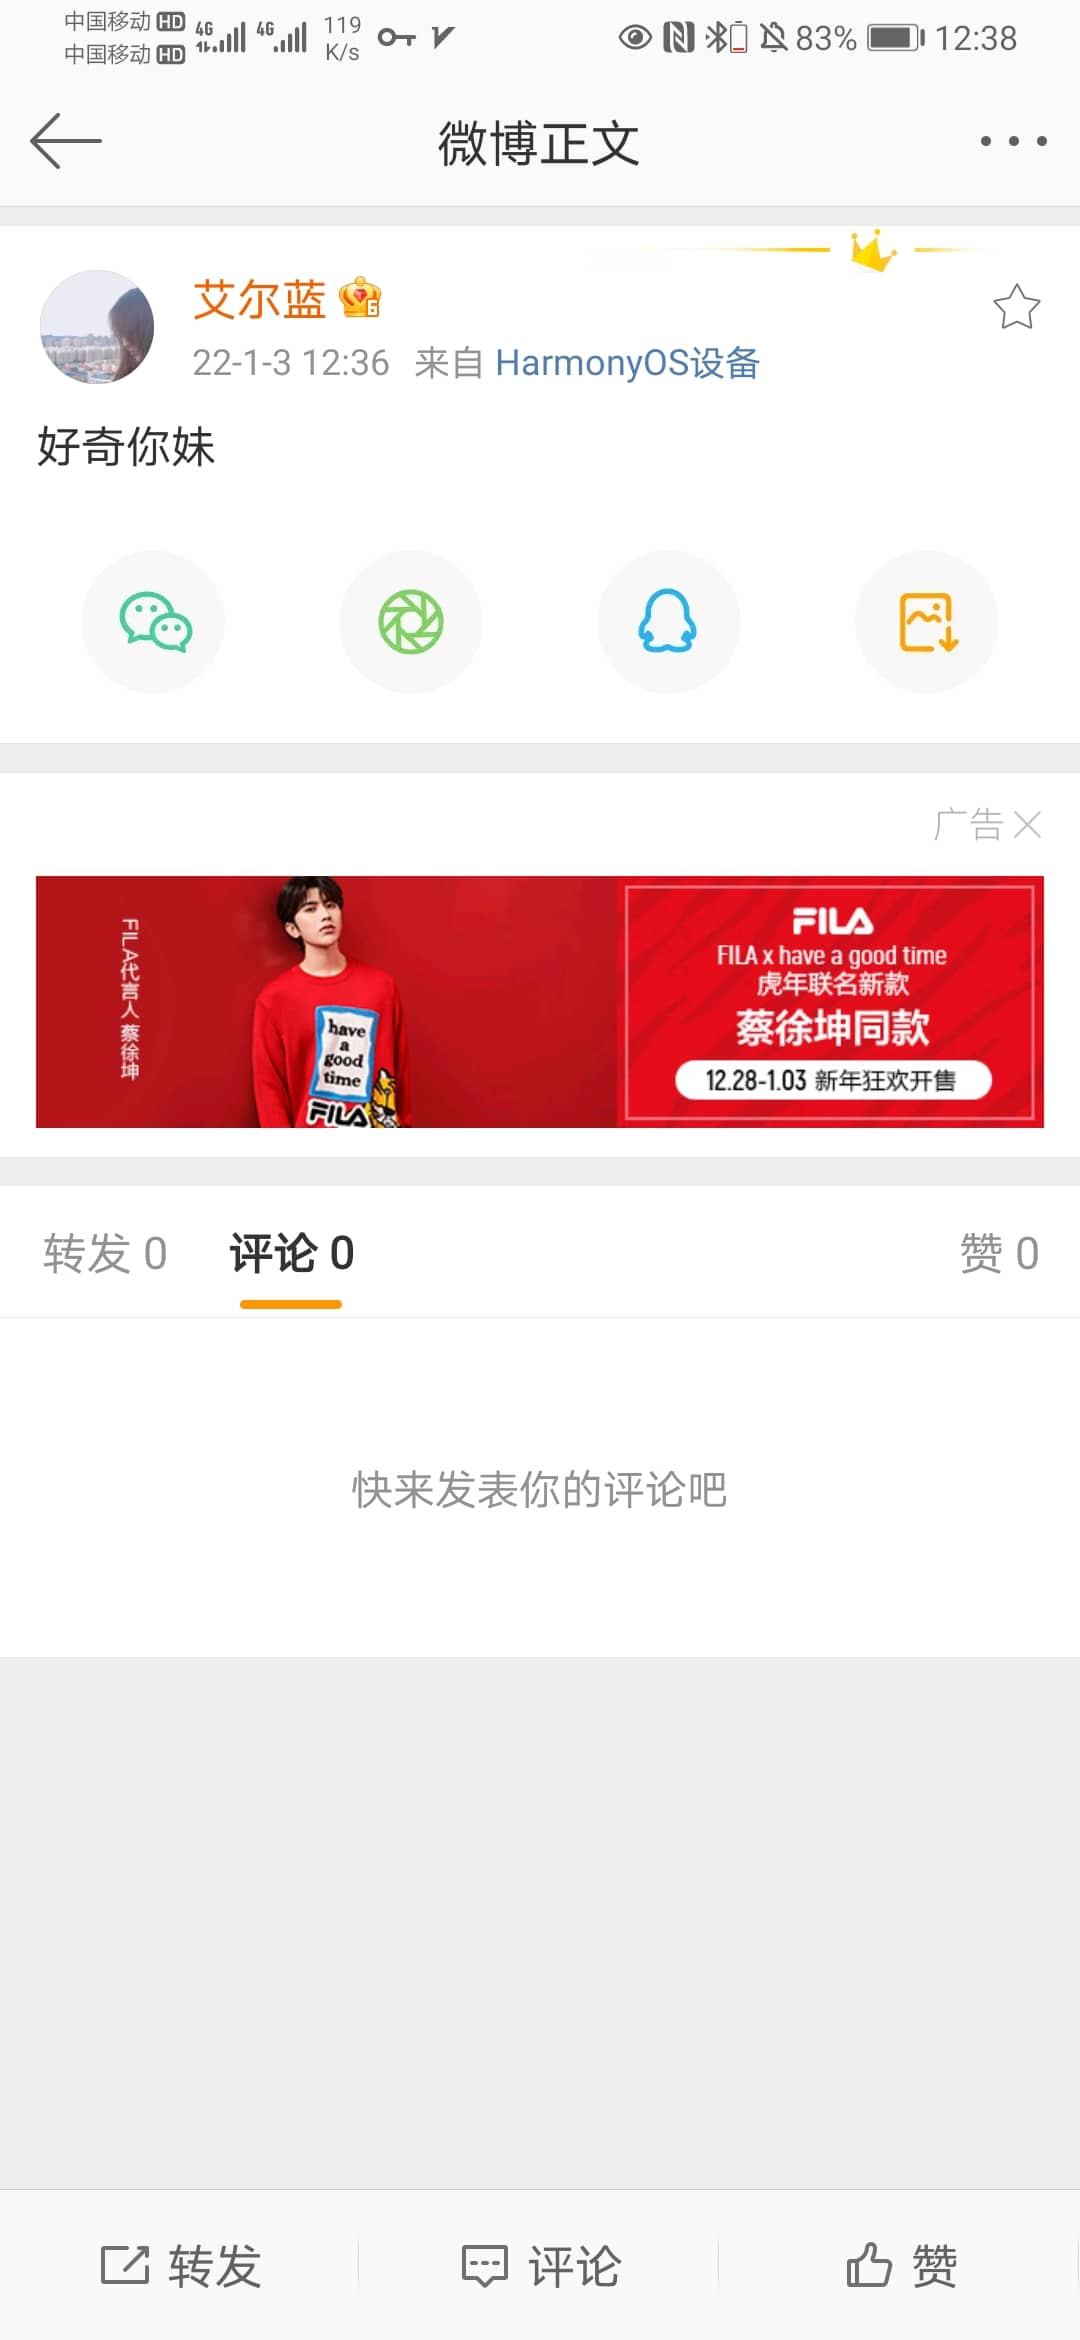 中国移动 HD
中国移动 HD
4G
4G
119
K/s
83%
12:38
微博正文
艾尔蓝
6
22-1-3 12:36 来自 HarmonyOS设备
好奇你妹
广告
FILA代言人 蔡徐坤
have
a
good
time
FILA
FILA
FILA x have a good time
虎年联名新款
蔡徐坤同款
12.28-1.03 新年狂欢开售
转发 0
评论 0
赞 0
快来发表你的评论吧
转发
评论
赞